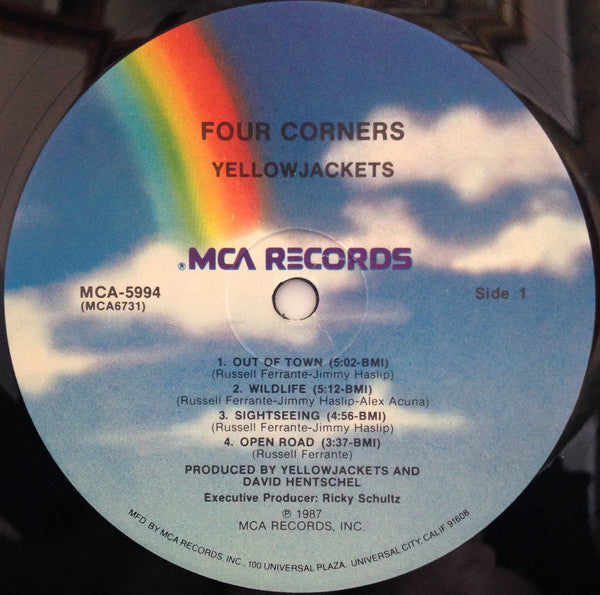 FOUR CORNERS
YELLOWJACKETS
®MCA RECORDS
MCA-5994
(MCA6731)
Side 1
1. OUT OF TOWN (5:02-BMI)
(Russell Ferrante-Jimmy Haslip)
2. WILDLIFE (5:12-BMI)
(Russell Ferrante-Jimmy Haslip-Alex Acuna)
3. SIGHTSEEING (4:56-BMI)
(Russell Ferrante-Jimmy Haslip)
4. OPEN ROAD (3:37-BMI)
(Russell Ferrante)
PRODUCED BY YELLOWJACKETS AND
DAVID HENTSCHEL
Executive Producer: Ricky Schultz
℗ 1987
MCA RECORDS, INC.
MFD BY MCA RECORDS, INC., 100 UNIVERSAL PLAZA, UNIVERSAL CITY, CALIF. 91608